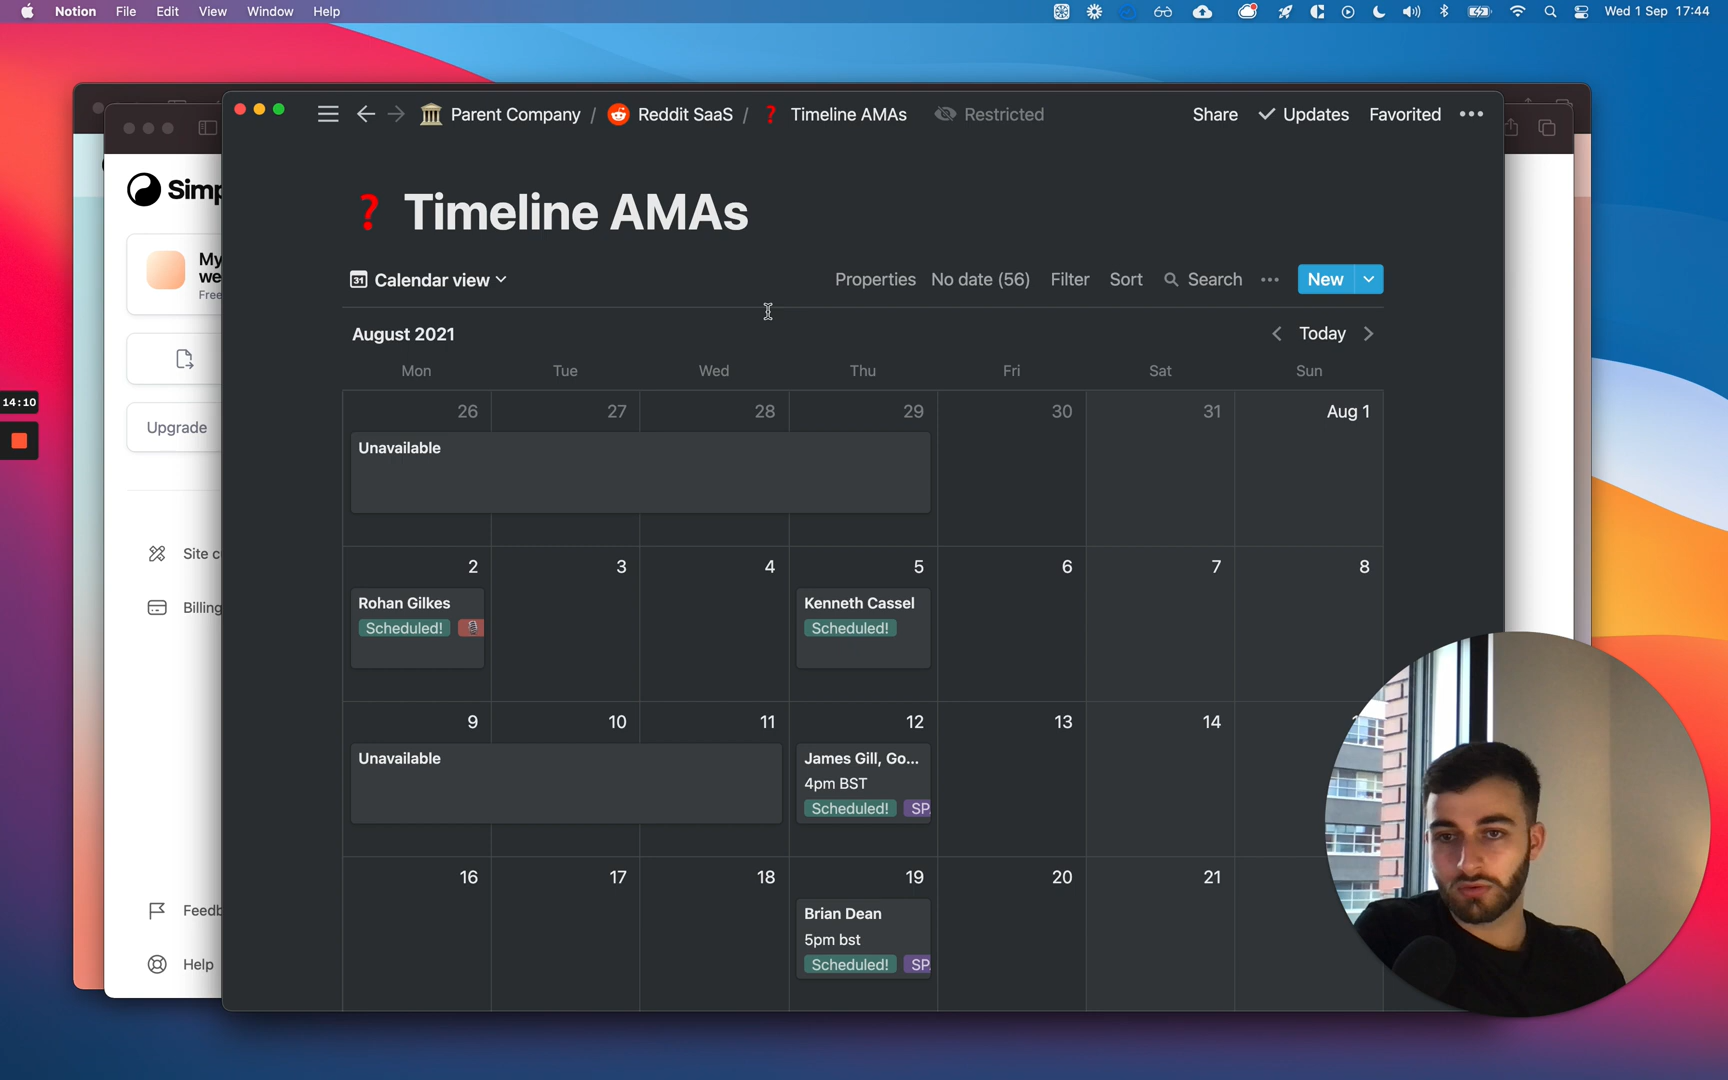 Notion File Edit View Window Help
Wed 1 Sep 17:44
Parent Company / Reddit SaaS / ❓ Timeline AMAs Restricted
Share Updates Favorited •••
Simp
My
we
Free
Upgrade
Site c
Billing
Feedb
Help
14:10
❓ Timeline AMAs
31 Calendar view
Properties No date (56) Filter Sort Search ••• New
August 2021
Today
Mon Tue Wed Thu Fri Sat Sun
26 27 28 29 30 31 Aug 1
Unavailable
2 3 4 5 6 7 8
Rohan Gilkes
Scheduled!
Kenneth Cassel
Scheduled!
9 10 11 12 13 14
Unavailable
James Gill, Go...
4pm BST
Scheduled! SP
16 17 18 19 20 21
Brian Dean
5pm bst
Scheduled! SP